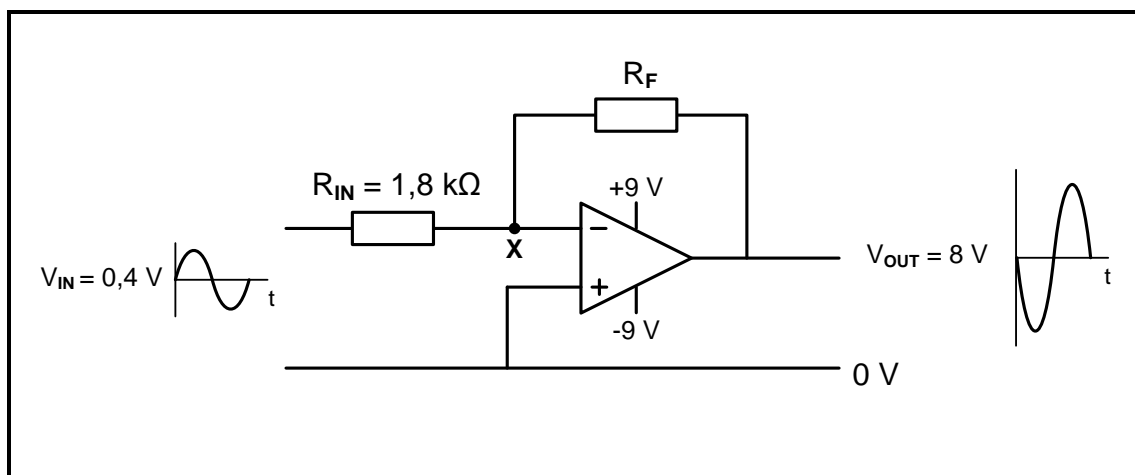 R_F
R_IN = 1,8 kΩ
+9 V
−
X
V_IN = 0,4 V
t
+
-9 V
V_OUT = 8 V
t
0 V